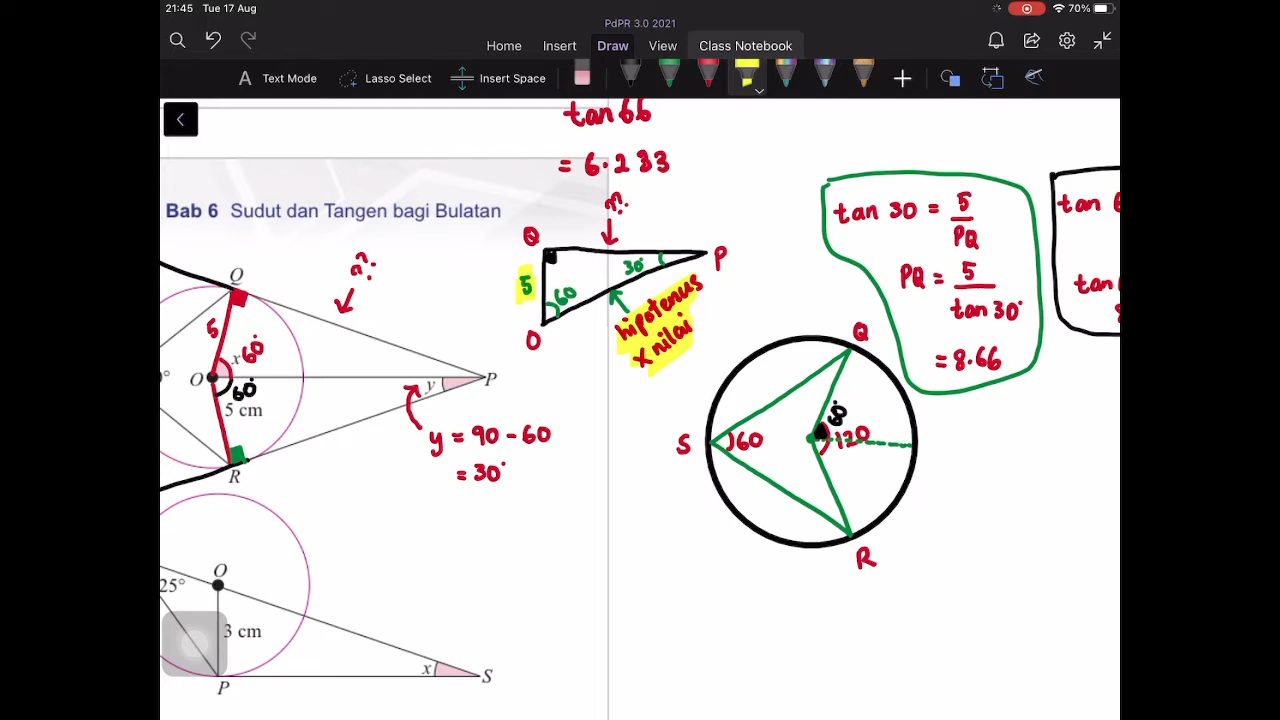 21:45 Tue 17 Aug
70%
PdPR 3.0 2021
Home Insert Draw View Class Notebook
A Text Mode Lasso Select Insert Space
tan 66
= 6.233
Bab 6 Sudut dan Tangen bagi Bulatan
??
Q
5
x 60°
O
60°
5 cm
y
P
R
y = 90 - 60
= 30°
??
Q
P
5
30°
60
O
hipotenus
x nilai
tan 30 = 5
PQ
PQ = 5
tan 30°
= 8.66
tan
tan
Q
60°
S
60
120
R
O
25°
3 cm
x
S
P